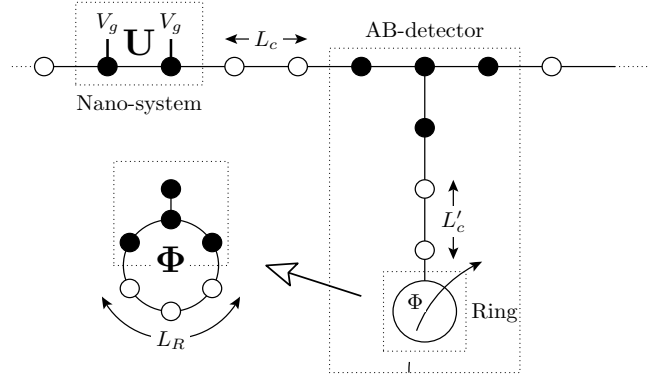 AB-detector
V_g V_g
U
L_c
Nano-system
L'_c
Φ
Φ
Ring
L_R